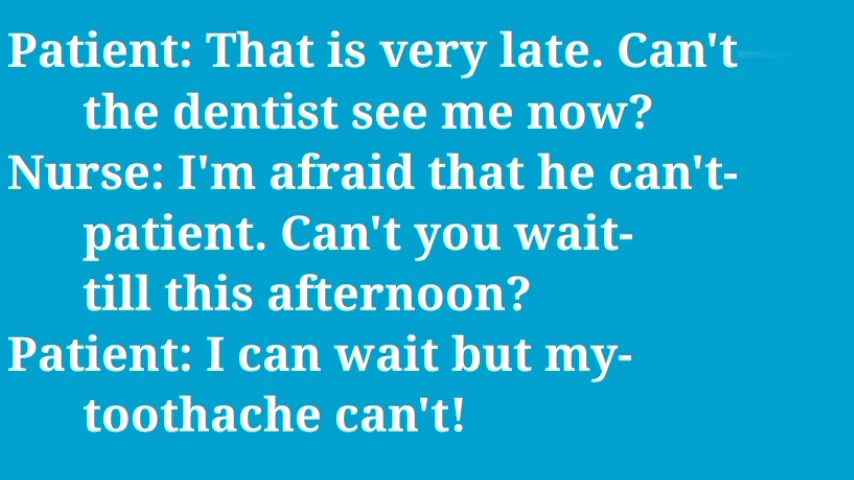 Patient: That is very late. Can't
the dentist see me now?
Nurse: I'm afraid that he can't-
patient. Can't you wait-
till this afternoon?
Patient: I can wait but my-
toothache can't!